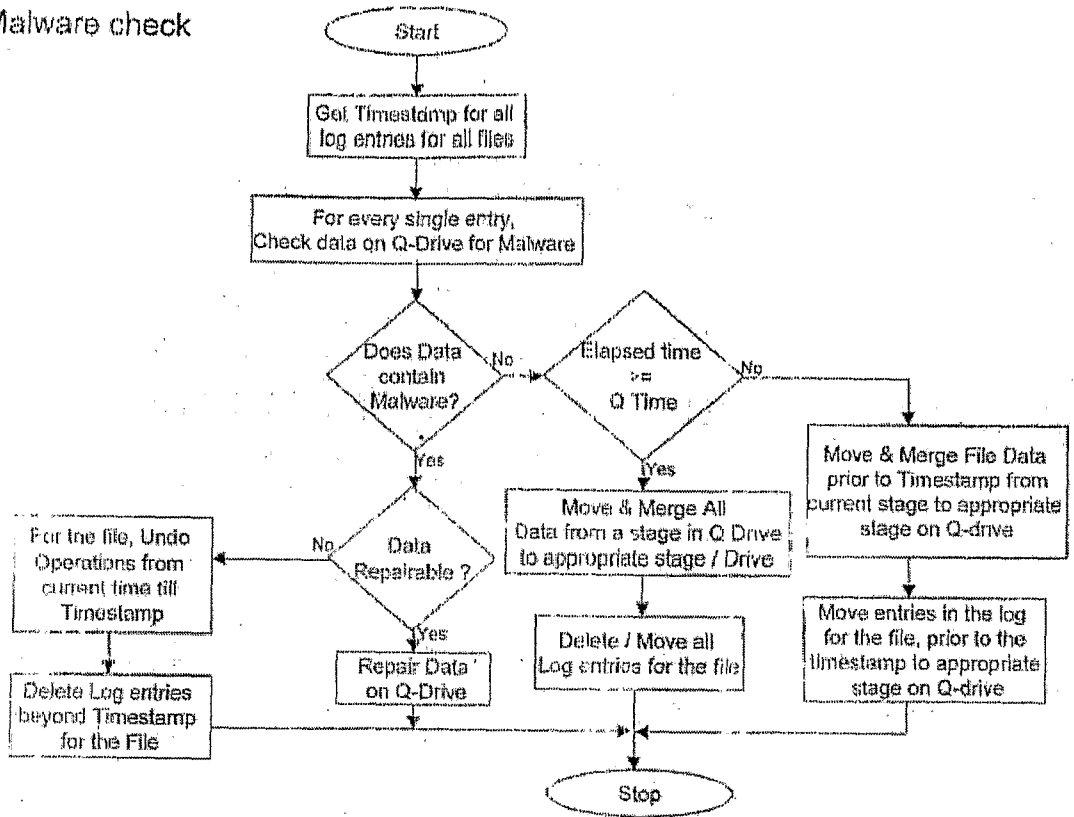 Malware check
Start
Get Timestamp for all
log entries for all files
For every single entry,
Check data on Q-Drive for Malware
Does Data
contain
Malware?
No
Elapsed time
>=
Q Time
No
Yes
Yes
Move & Merge File Data
prior to Timestamp from
current stage to appropriate
stage on Q-drive
Move & Merge All
Data from a stage in Q Drive
to appropriate stage / Drive
For the file, Undo
Operations from
current time till
Timestamp
No
Data
Repairable ?
Yes
Move entries in the log
for the file, prior to the
timestamp to appropriate
stage on Q-drive
Delete / Move all
Log entries for the file
Repair Data
on Q-Drive
Delete Log entries
beyond Timestamp
for the File
Stop